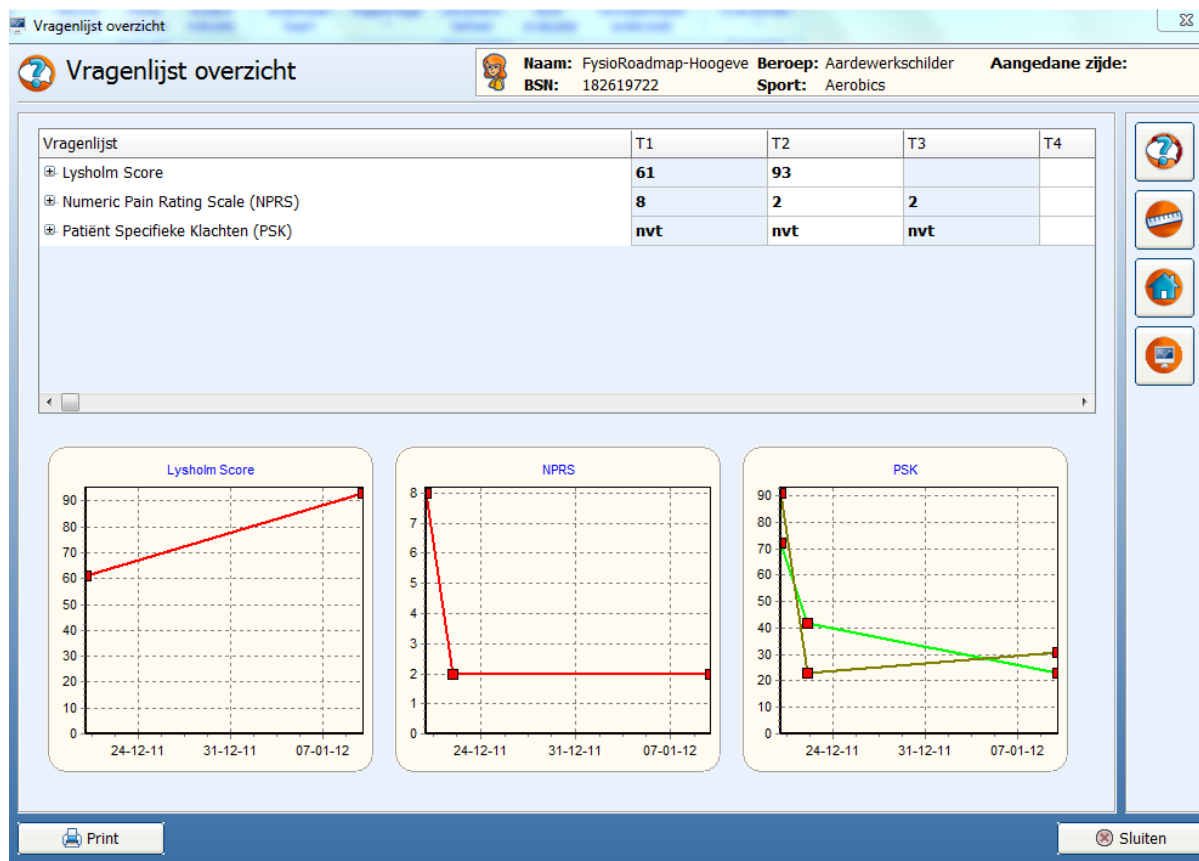 Vragenlijst overzicht
Vragenlijst overzicht
Naam: FysioRoadmap-Hoogeve Beroep: Aardewerkschilder Aangedane zijde:
BSN: 182619722 Sport: Aerobics
Vragenlijst T1 T2 T3 T4
Lysholm Score 61 93
Numeric Pain Rating Scale (NPRS) 8 2 2
Patiënt Specifieke Klachten (PSK) nvt nvt nvt
Lysholm Score
90
80
70
60
50
40
30
20
10
0
24-12-11 31-12-11 07-01-12
NPRS
8
7
6
5
4
3
2
1
0
24-12-11 31-12-11 07-01-12
PSK
90
80
70
60
50
40
30
20
10
0
24-12-11 31-12-11 07-01-12
Print Sluiten